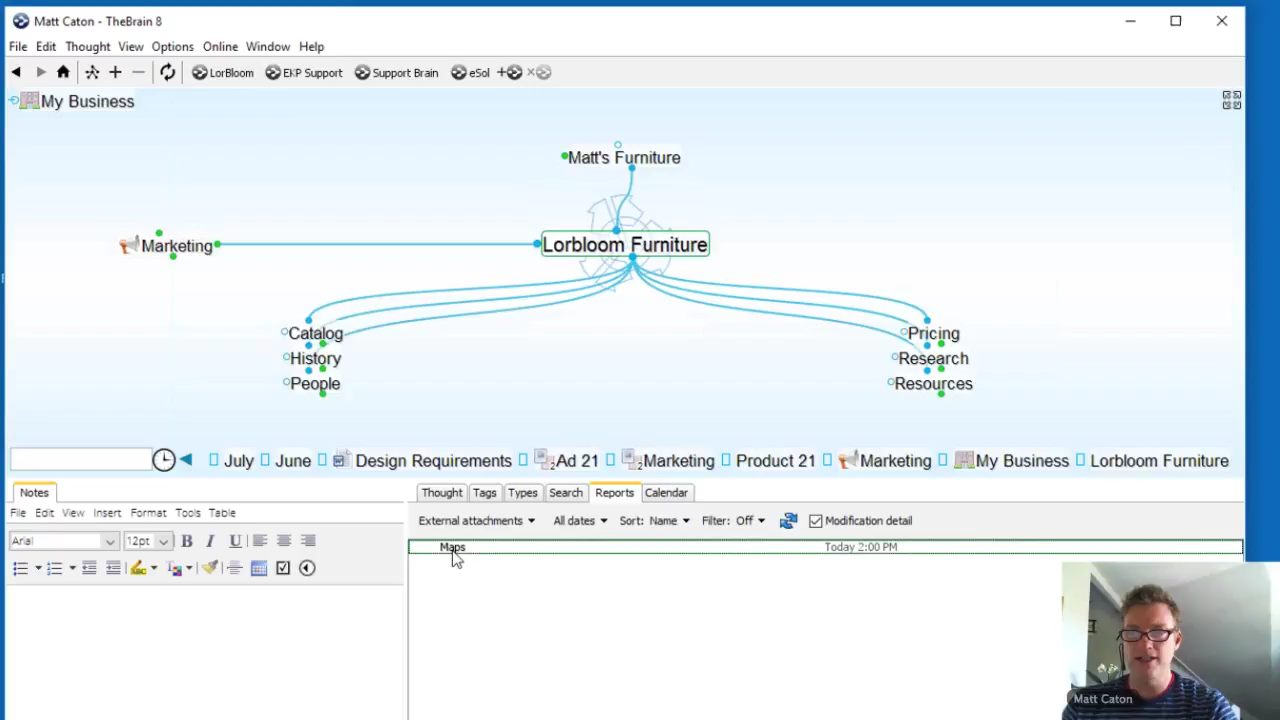 Matt Caton - TheBrain 8
File Edit Thought View Options Online Window Help
LorBloom EKP Support Support Brain eSol
My Business
Matt's Furniture
Marketing
Lorbloom Furniture
Catalog
History
People
Pricing
Research
Resources
July June Design Requirements 2 Ad 21 2 Marketing Product 21 Marketing My Business Lorbloom Furniture
Notes
File Edit View Insert Format Tools Table
Arial 12pt B I U
Thought Tags Types Search Reports Calendar
External attachments All dates Sort: Name Filter: Off Modification detail
Maps Today 2:00 PM
Matt Caton